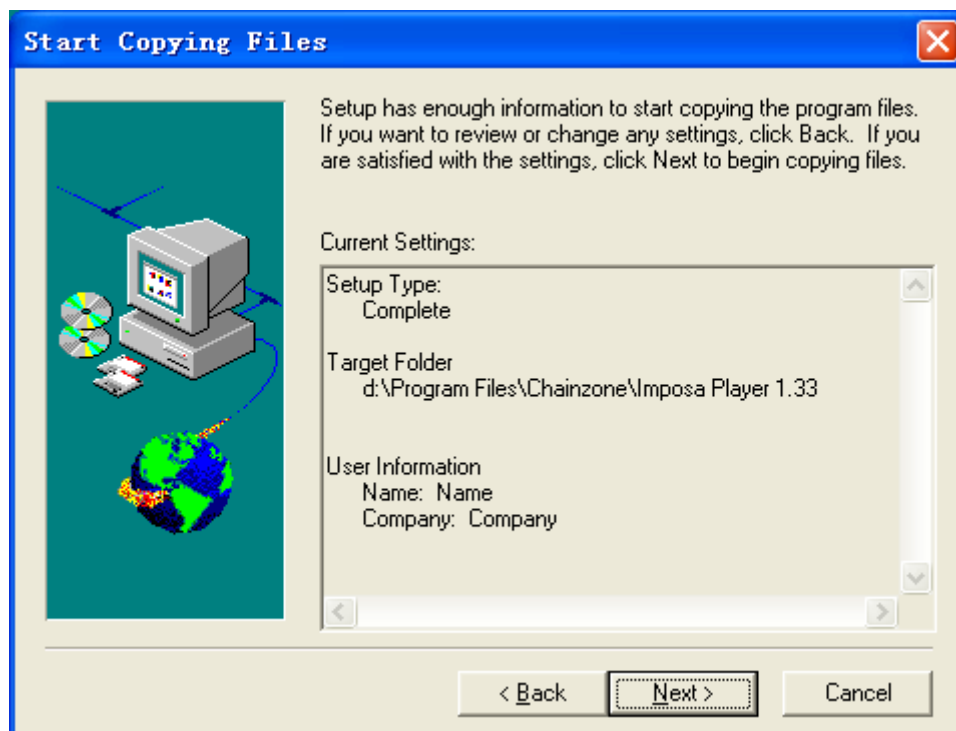 Start Copying Files
Setup has enough information to start copying the program files.
If you want to review or change any settings, click Back.  If you
are satisfied with the settings, click Next to begin copying files.
Current Settings:
Setup Type:
Complete
Target Folder
d:\Program Files\Chainzone\Imposa Player 1.33
User Information
Name:  Name
Company:  Company
< Back
Next >
Cancel